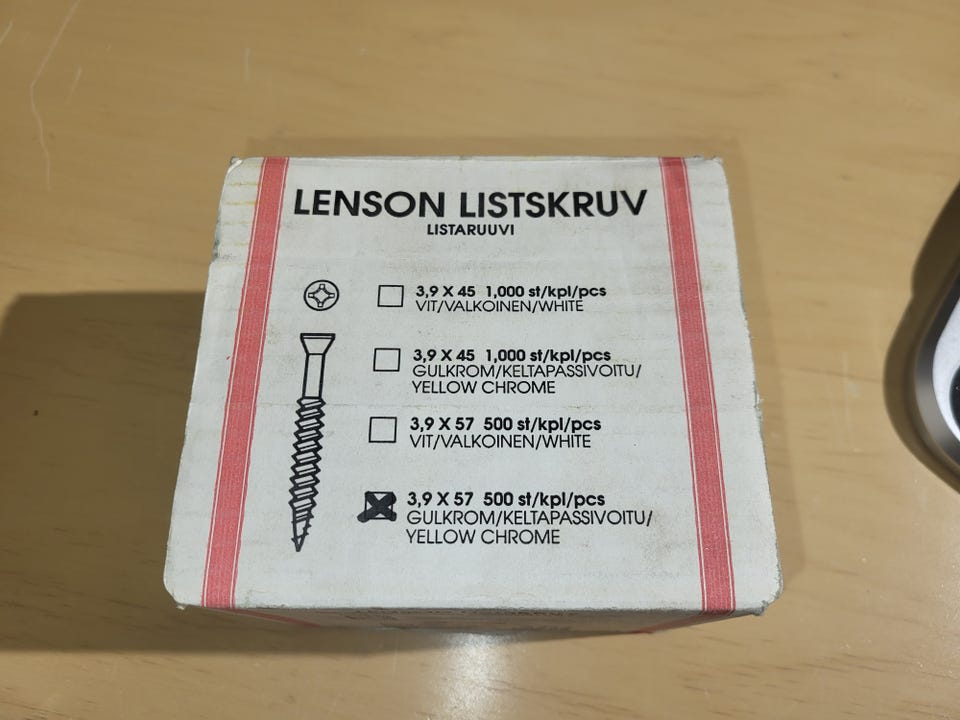 LENSON LISTSKRUV
LISTARUUVI
3,9 X 45 1,000 st/kpl/pcs
VIT/VALKOINEN/WHITE
3,9 X 45 1,000 st/kpl/pcs
GULKROM/KELTAPASSIVOITU/
YELLOW CHROME
3,9 X 57 500 st/kpl/pcs
VIT/VALKOINEN/WHITE
3,9 X 57 500 st/kpl/pcs
GULKROM/KELTAPASSIVOITU/
YELLOW CHROME